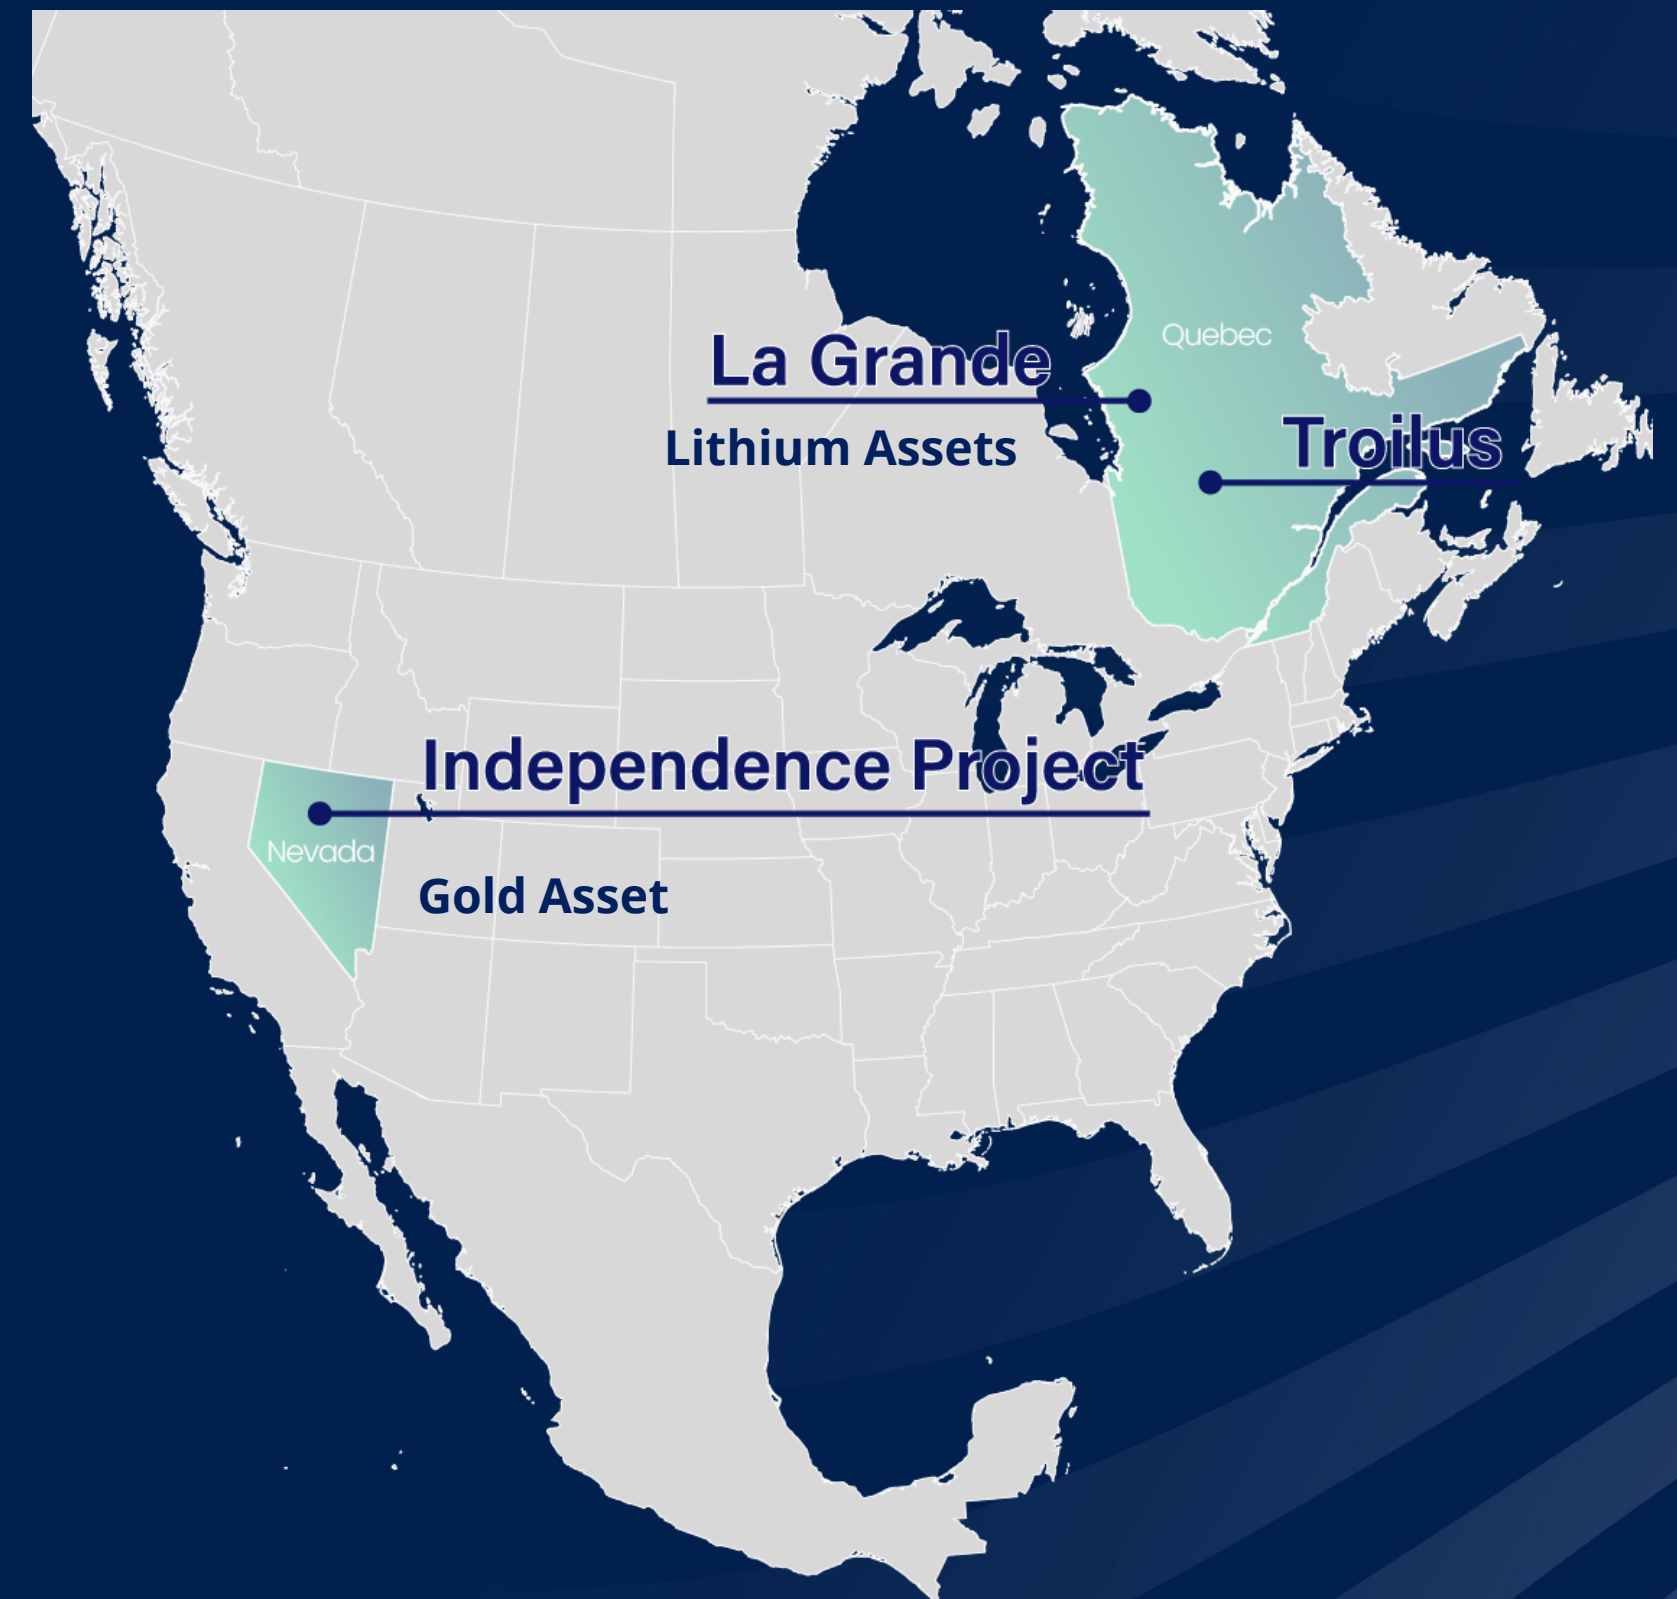 Quebec
La Grande
Lithium Assets
Troilus
Independence Project
Nevada
Gold Asset